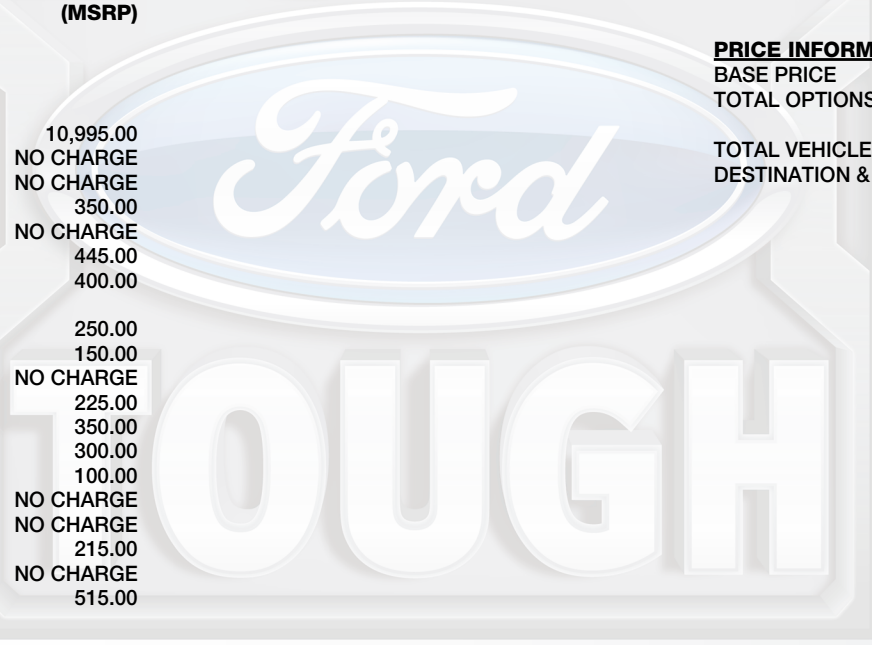 (MSRP)
10,995.00
NO CHARGE
NO CHARGE
350.00
NO CHARGE
445.00
400.00
250.00
150.00
NO CHARGE
225.00
350.00
300.00
100.00
NO CHARGE
NO CHARGE
215.00
NO CHARGE
515.00
PRICE INFORM
BASE PRICE
TOTAL OPTIONS
TOTAL VEHICLE
DESTINATION &
Ford
TOUGH